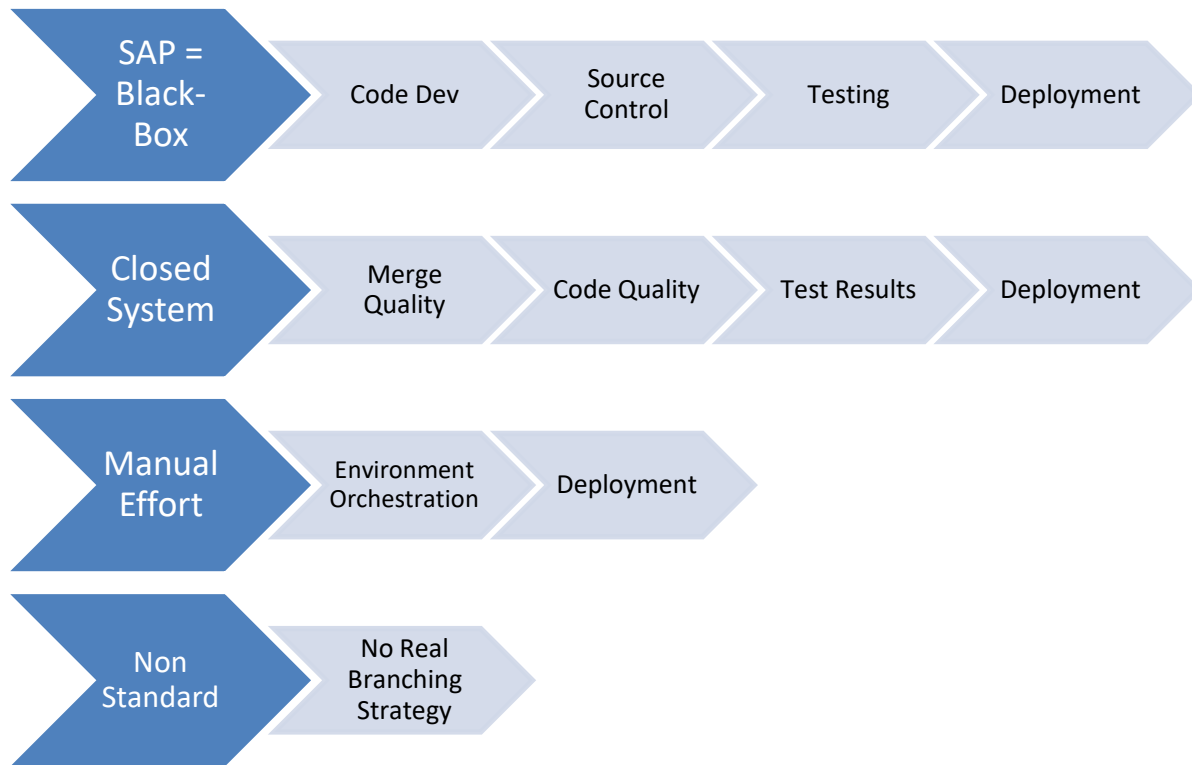 SAP =
Black-
Box
Code Dev
Source
Control
Testing
Deployment
Closed
System
Merge
Quality
Code Quality
Test Results
Deployment
Manual
Effort
Environment
Orchestration
Deployment
Non
Standard
No Real
Branching
Strategy